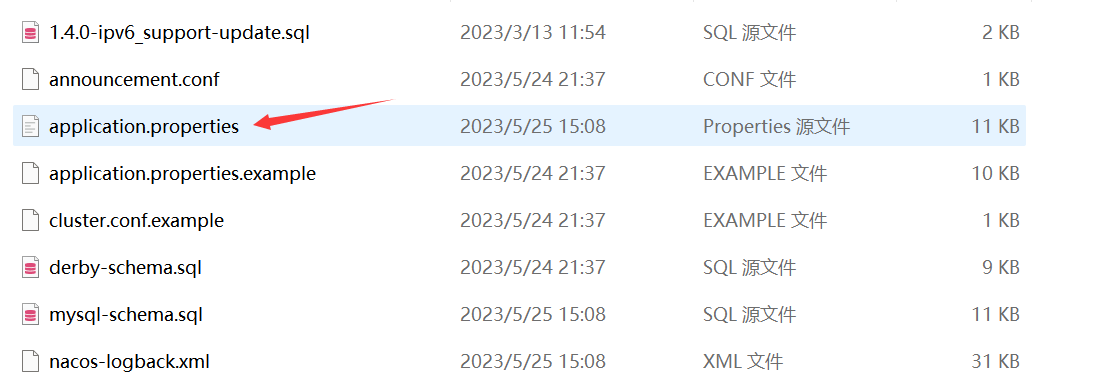 1.4.0-ipv6_support-update.sql 2023/3/13 11:54 SQL 源文件 2 KB
announcement.conf 2023/5/24 21:37 CONF 文件 1 KB
application.properties 2023/5/25 15:08 Properties 源文件 11 KB
application.properties.example 2023/5/24 21:37 EXAMPLE 文件 10 KB
cluster.conf.example 2023/5/24 21:37 EXAMPLE 文件 1 KB
derby-schema.sql 2023/5/24 21:37 SQL 源文件 9 KB
mysql-schema.sql 2023/5/25 15:08 SQL 源文件 11 KB
nacos-logback.xml 2023/5/25 15:08 XML 文件 31 KB